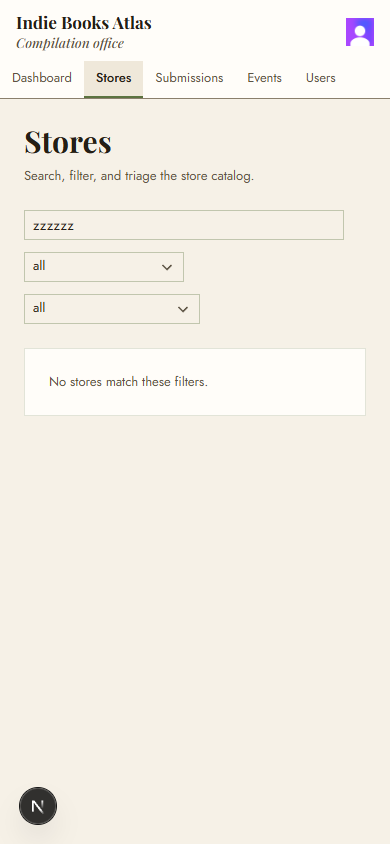 Indie Books Atlas
Compilation office
Dashboard Stores Submissions Events Users
Stores
Search, filter, and triage the store catalog.
zzzzzz
all
all
No stores match these filters.
N